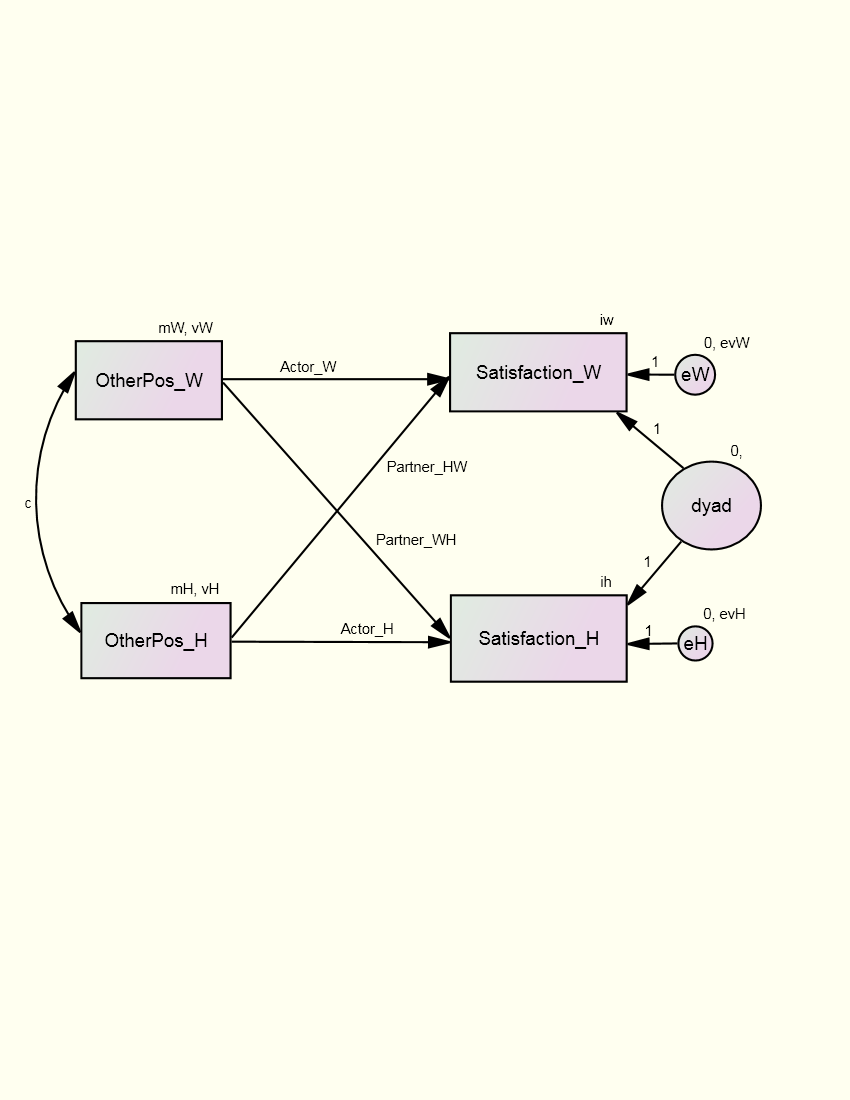 iw
mW, vW
0, evW
Actor_W
1
OtherPos_W
Satisfaction_W
eW
1
0,
Partner_HW
c
dyad
Partner_WH
1
ih
mH, vH
0, evH
Actor_H
1
OtherPos_H
Satisfaction_H
eH